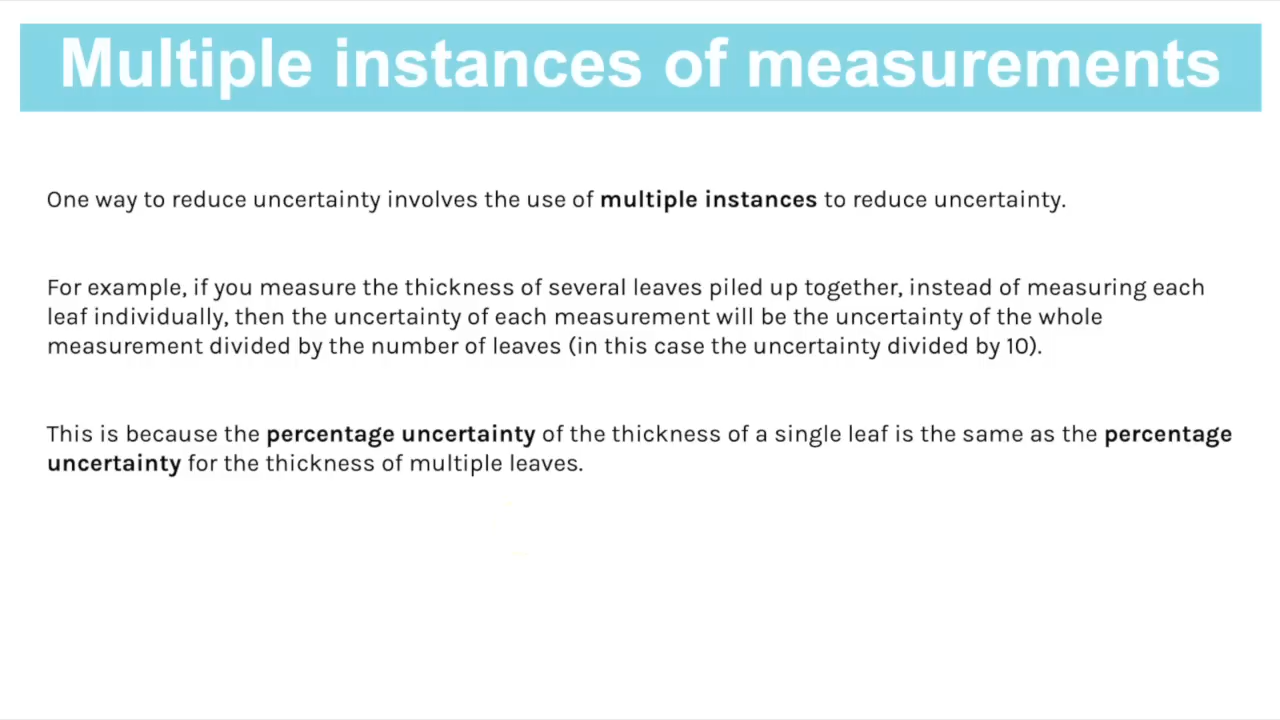 Multiple instances of measurements
One way to reduce uncertainty involves the use of multiple instances to reduce uncertainty.
For example, if you measure the thickness of several leaves piled up together, instead of measuring each
leaf individually, then the uncertainty of each measurement will be the uncertainty of the whole
measurement divided by the number of leaves (in this case the uncertainty divided by 10).
This is because the percentage uncertainty of the thickness of a single leaf is the same as the percentage
uncertainty for the thickness of multiple leaves.